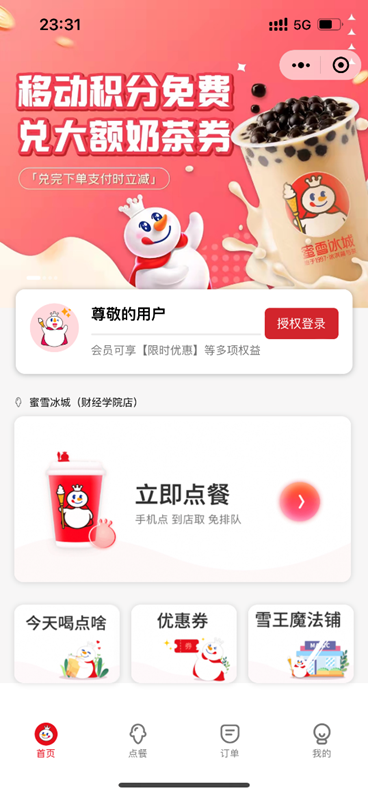 23:31
5G
移动积分免费
兑大额奶茶券
「兑完下单支付时立减」
蜜雪冰城
尊敬的用户
授权登录
会员可享【限时优惠】等多项权益
蜜雪冰城（财经学院店）
立即点餐
手机点 到店取 免排队
今天喝点啥
优惠券
雪王魔法铺
券
首页
点餐
订单
我的